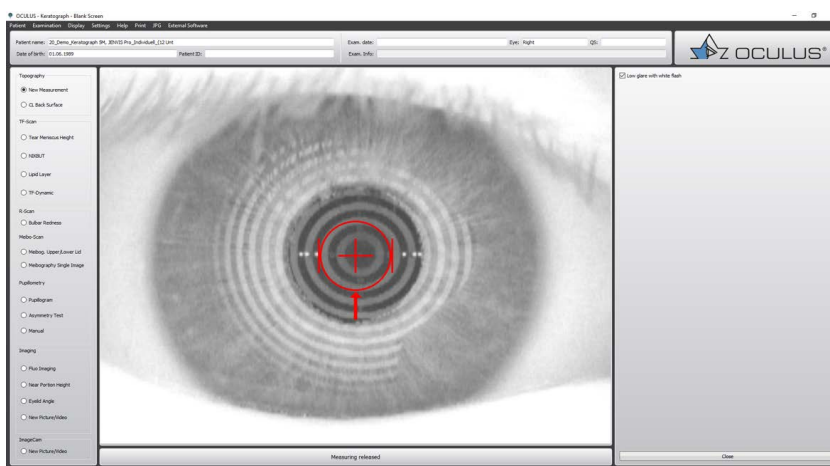 OCULUS - Keratograph - Blank Screen
Patient Examination Display Settings Help Print JPG External Software
Patient name: 20_Demo_Keratograph 5M, JENVIS Pro_Individuell_(12 Unt
Exam. date:
Eye: Right
QS:
Date of birth: 01.06.1989
Patient ID:
Exam. Info:
OCULUS®
Topography
New Measurement
CL Back Surface
TF-Scan
Tear Meniscus Height
NIKBUT
Lipid Layer
TF-Dynamic
R-Scan
Bulbar Redness
Meibo-Scan
Meibog. Upper/Lower Lid
Meibography Single Image
Pupillometry
Pupillogram
Asymmetry Test
Manual
Imaging
Fluo Imaging
Near Portion Height
Eyelid Angle
New Picture/Video
ImageCam
New Picture/Video
Low glare with white flash
Measuring released
Close